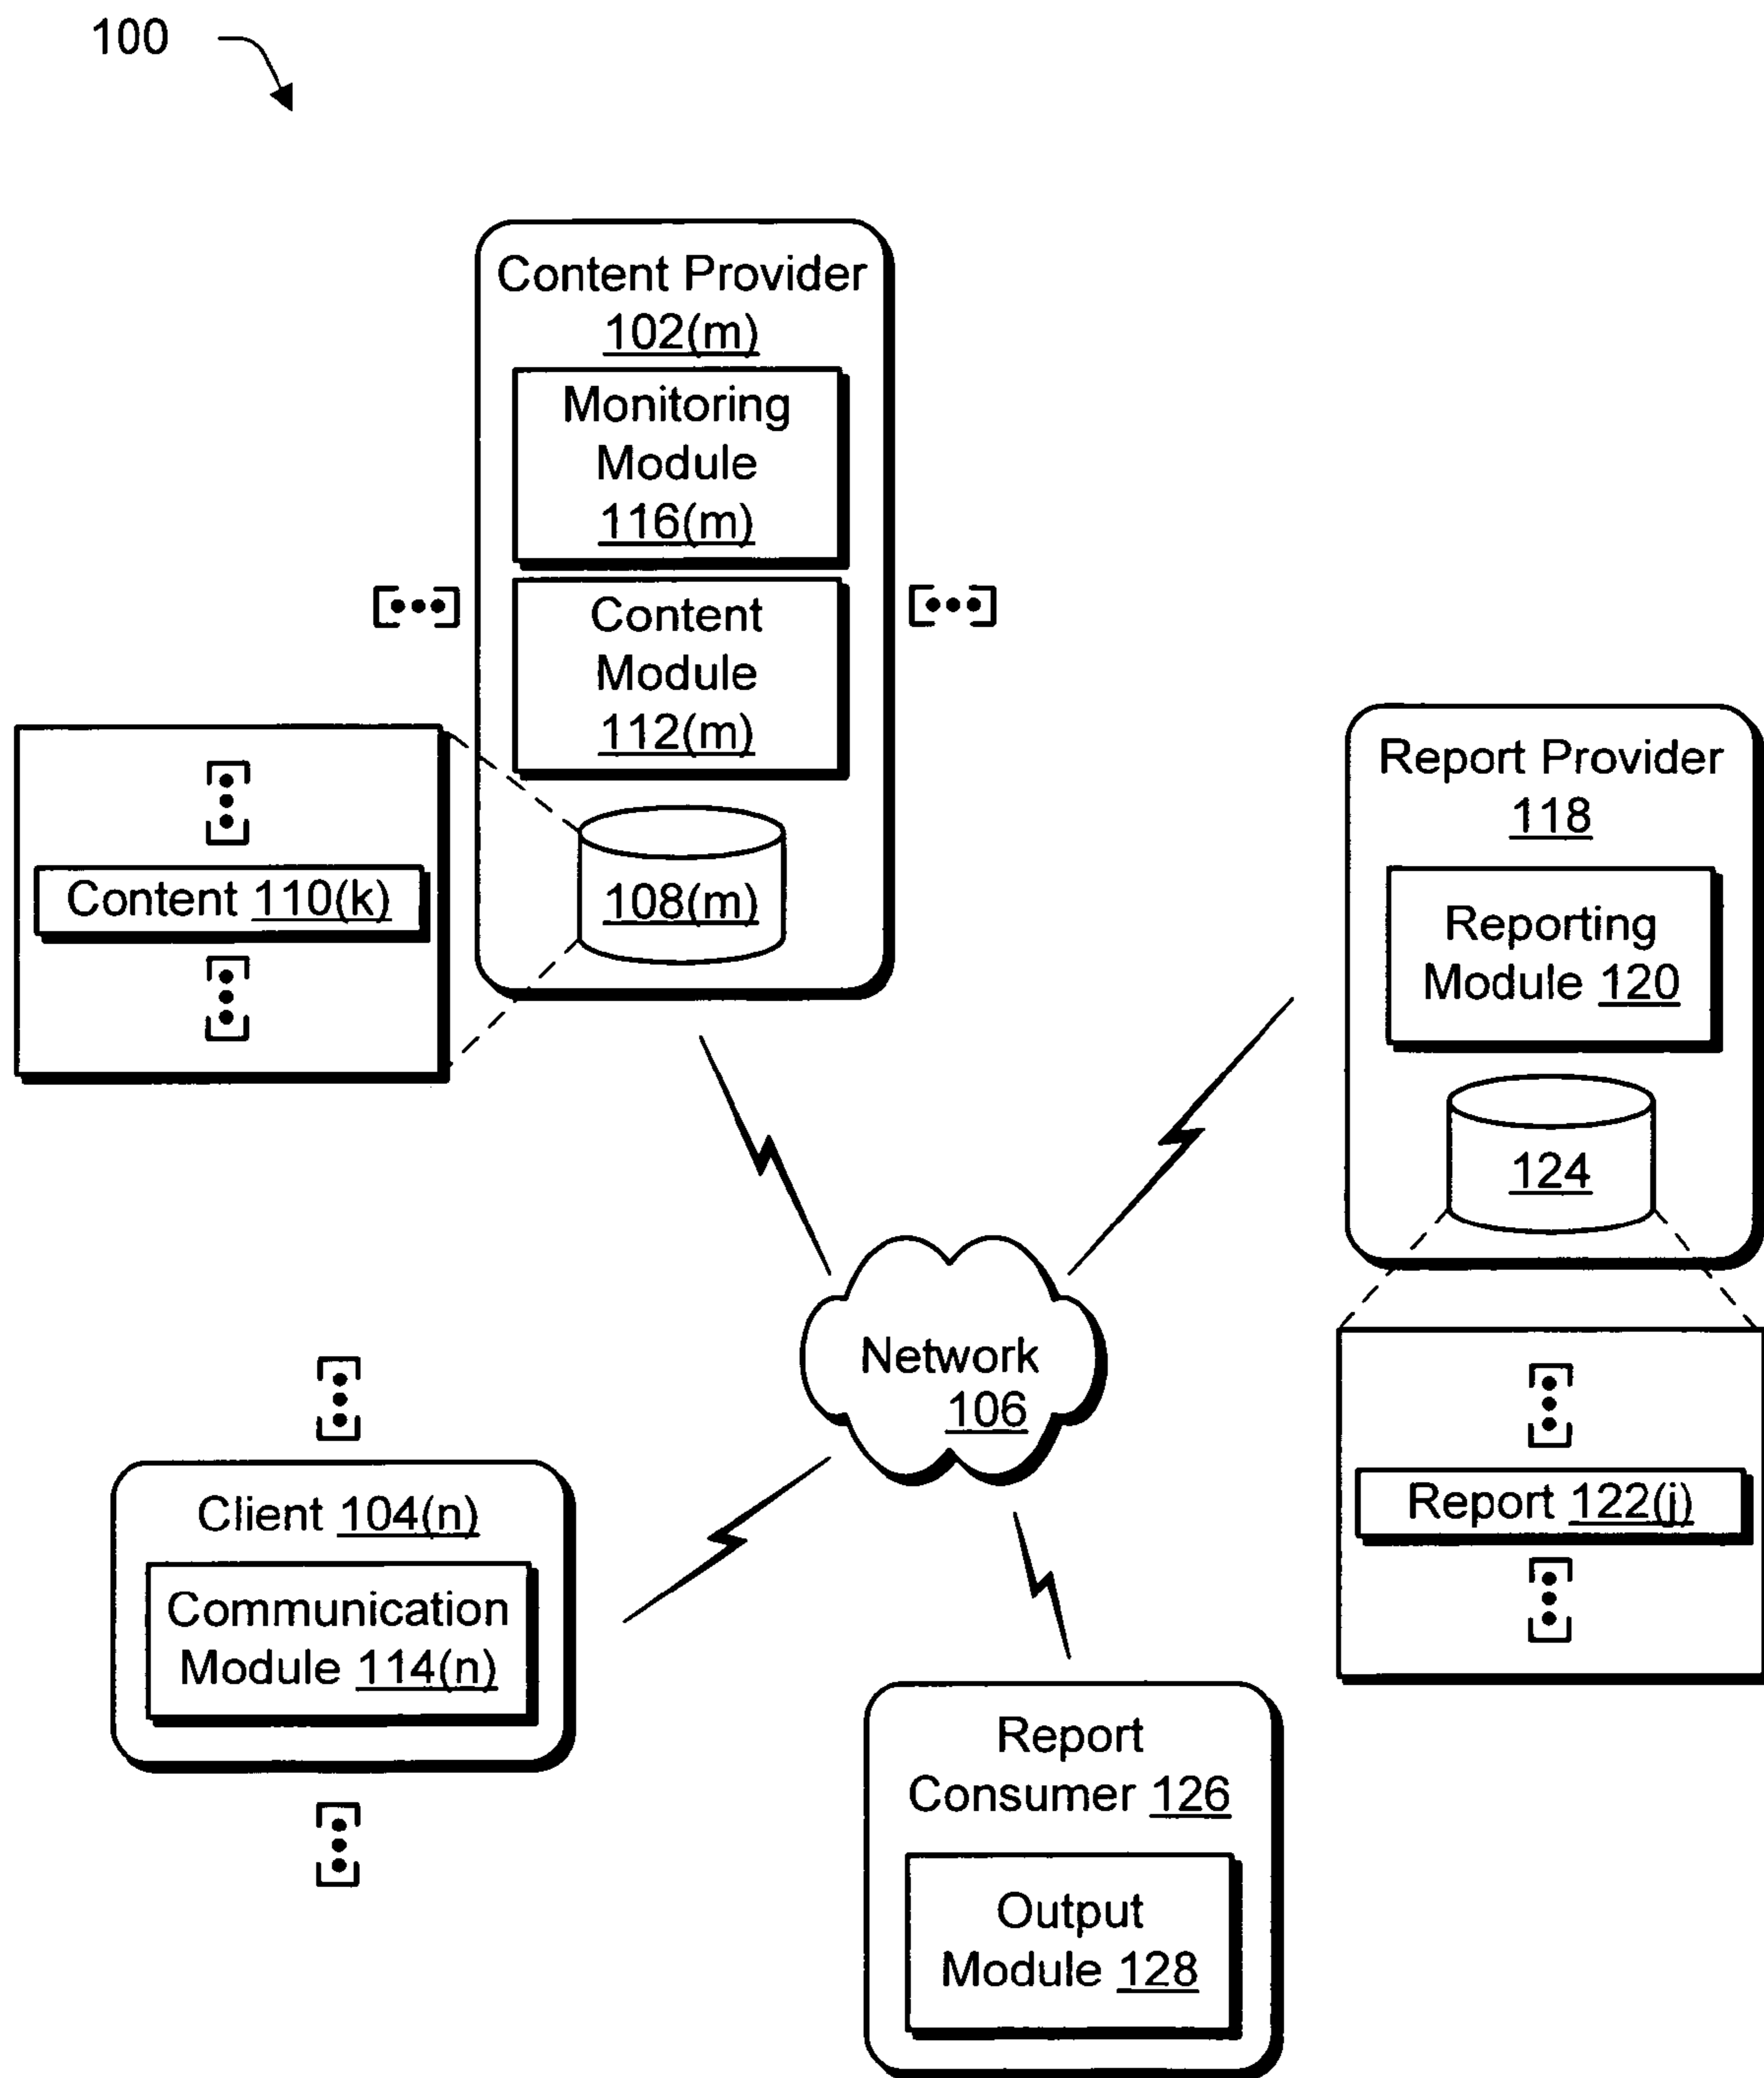 100
Content Provider
102(m)
Monitoring
Module
116(m)
Content
Module
112(m)
108(m)
Content 110(k)
Report Provider
118
Reporting
Module 120
124
Report 122(j)
Network
106
Client 104(n)
Communication
Module 114(n)
Report
Consumer 126
Output
Module 128